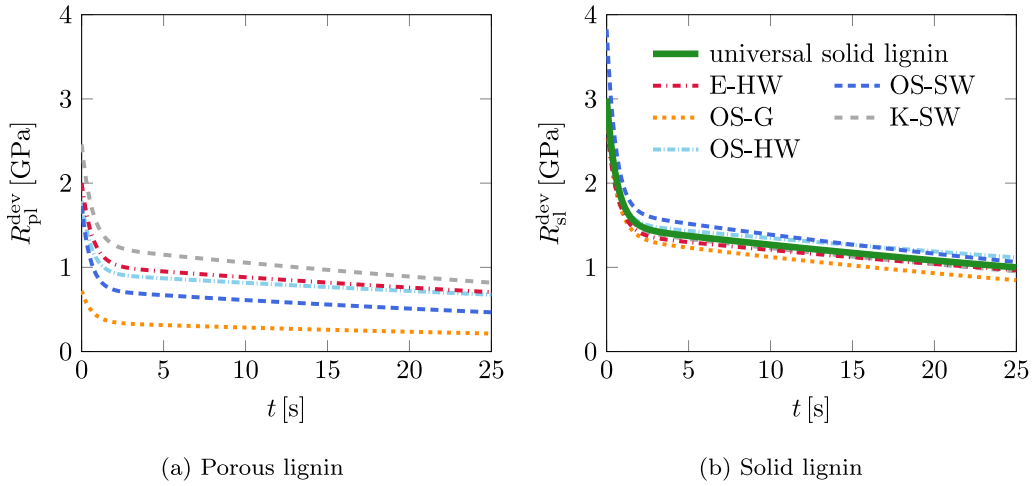 4
3
2
1
0
R_pl^dev [GPa]
0 5 10 15 20 25
t [s]
(a) Porous lignin
4
3
2
1
0
R_sl^dev [GPa]
universal solid lignin
E-HW OS-SW
OS-G K-SW
OS-HW
0 5 10 15 20 25
t [s]
(b) Solid lignin